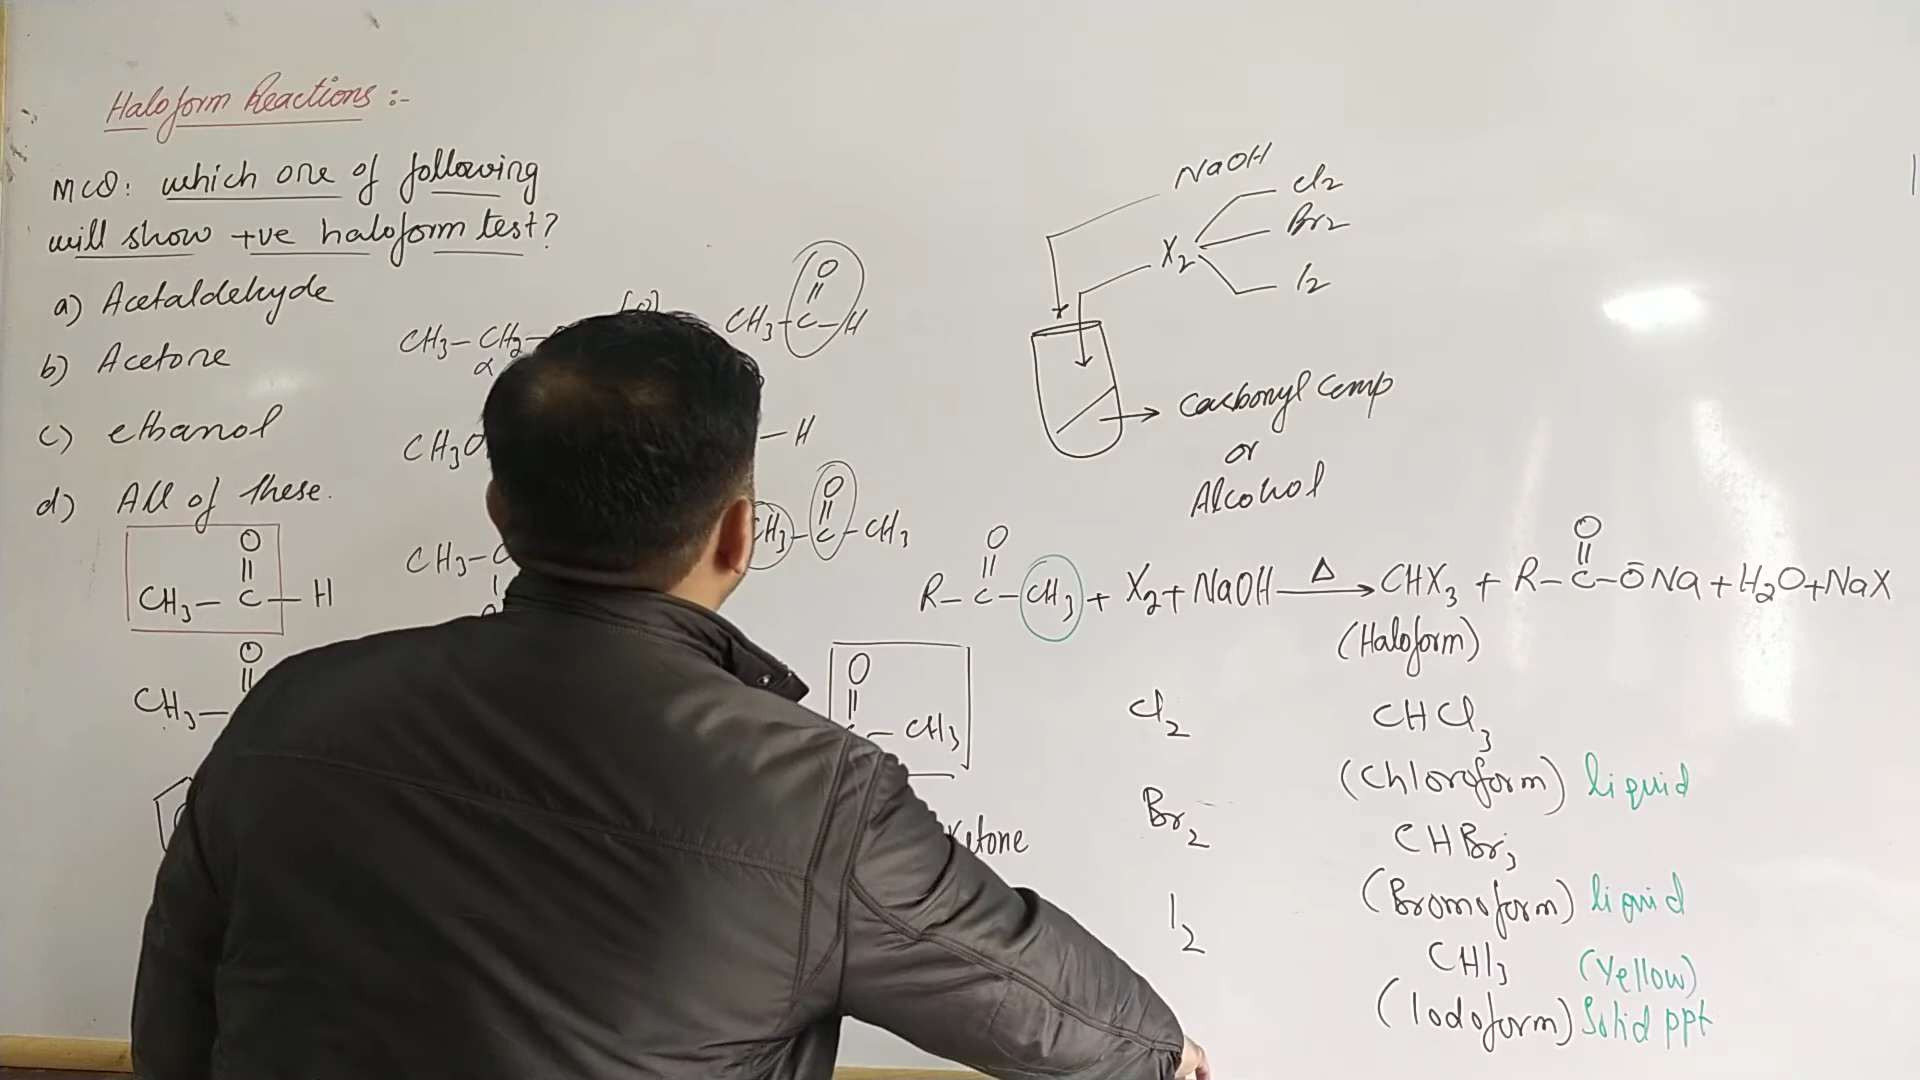 Haloform Reactions :-
MCQ: which one of following
will show +ve haloform test?
a) Acetaldehyde
b) Acetone
c) ethanol
d) All of these.
O
||
CH3 – C – H
O
||
CH3 –
CH3 – CH2 –
α
[O]
O
||
CH3 – C – H
CH3O
– H
CH3 – C
O
||
CH3 – C – CH3
O
||
– CH3
Ketone
NaOH
X2
Cl2
Br2
I2
Carbonyl Comp
or
Alcohol
O
||
R – C – CH3 + X2 + NaOH Δ → CHX3 + R – C – ŌNa + H2O + NaX
O
||
(Haloform)
Cl2 CHCl3
(Chloroform) liquid
Br2 CHBr3
(Bromoform) liquid
I2 CHI3 (Yellow)
(Iodoform) Solid ppt